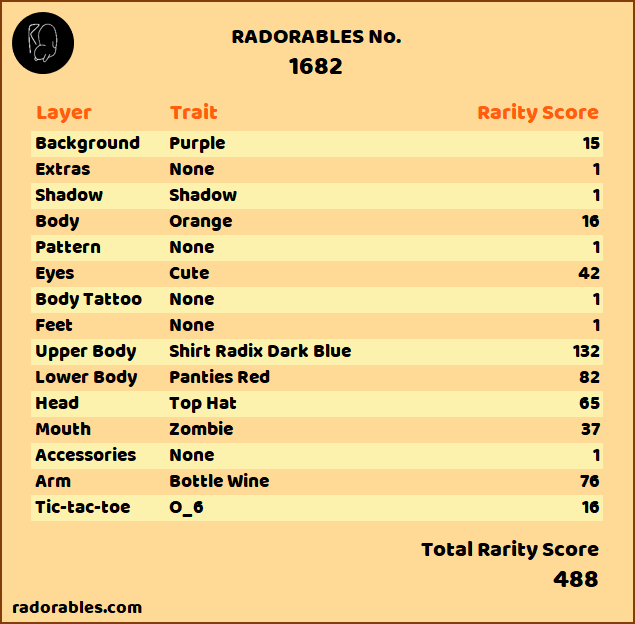 RADORABLES No.
1682
Layer Trait Rarity Score
Background Purple 15
Extras None 1
Shadow Shadow 1
Body Orange 16
Pattern None 1
Eyes Cute 42
Body Tattoo None 1
Feet None 1
Upper Body Shirt Radix Dark Blue 132
Lower Body Panties Red 82
Head Top Hat 65
Mouth Zombie 37
Accessories None 1
Arm Bottle Wine 76
Tic-tac-toe O_6 16
Total Rarity Score
488
radorables.com